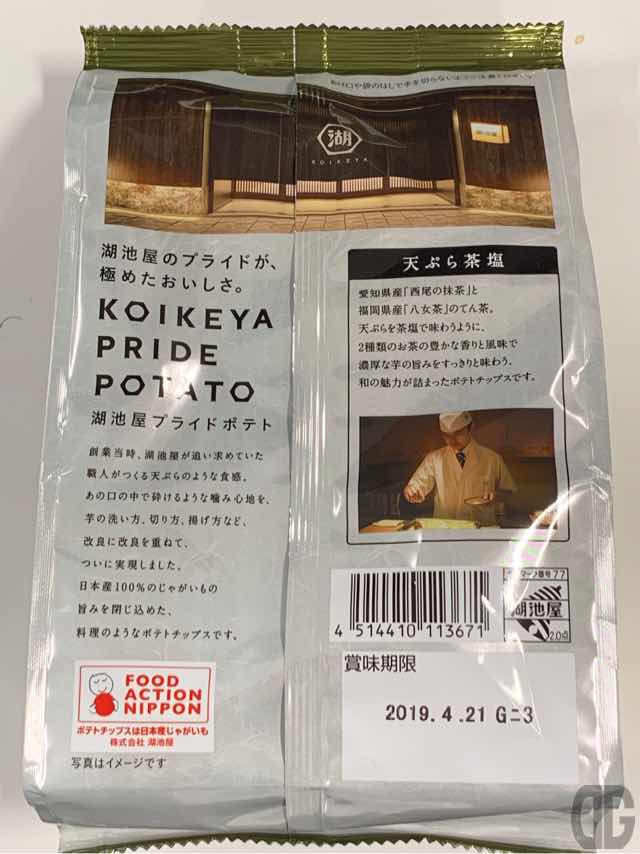 湖
KOIKEYA
湖池屋のプライドが、
極めたおいしさ。
KOIKEYA
PRIDE
POTATO
湖池屋プライドポテト
創業当時、湖池屋が追い求めていた
職人がつくる天ぷらのような食感。
あの口の中で砕けるような噛み心地を、
芋の洗い方、切り方、揚げ方など、
改良に改良を重ねて、
ついに実現しました。
日本産100%のじゃがいもの
旨みを閉じ込めた、
料理のようなポテトチップスです。
FOOD
ACTION
NIPPON
ポテトチップスは日本産じゃがいも
株式会社 湖池屋
写真はイメージです
天ぷら茶塩
愛知県産「西尾の抹茶」と
福岡県産「八女茶」のてん茶。
天ぷらを茶塩で味わうように、
2種類のお茶の豊かな香りと風味で
濃厚な芋の旨みをすっきりと味わう、
和の魅力が詰まったポテトチップスです。
4 514410 113671
マーク番号77
湖池屋
2.0点
賞味期限
2019.4.21 Gニ3